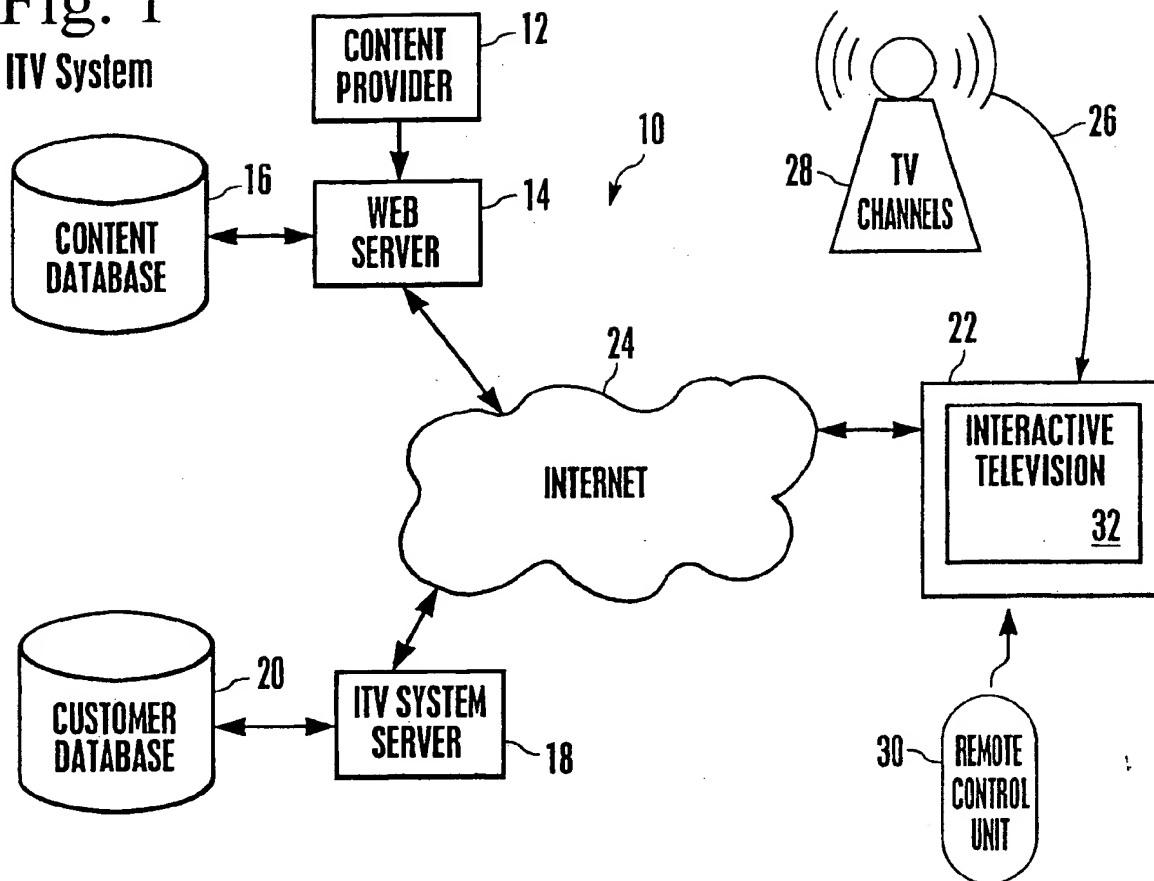 Fig. 1
ITV System
CONTENT
PROVIDER
12
10
16
CONTENT
DATABASE
WEB
SERVER
14
28
TV
CHANNELS
26
24
INTERNET
22
INTERACTIVE
TELEVISION
32
20
CUSTOMER
DATABASE
ITV SYSTEM
SERVER
18
30
REMOTE
CONTROL
UNIT